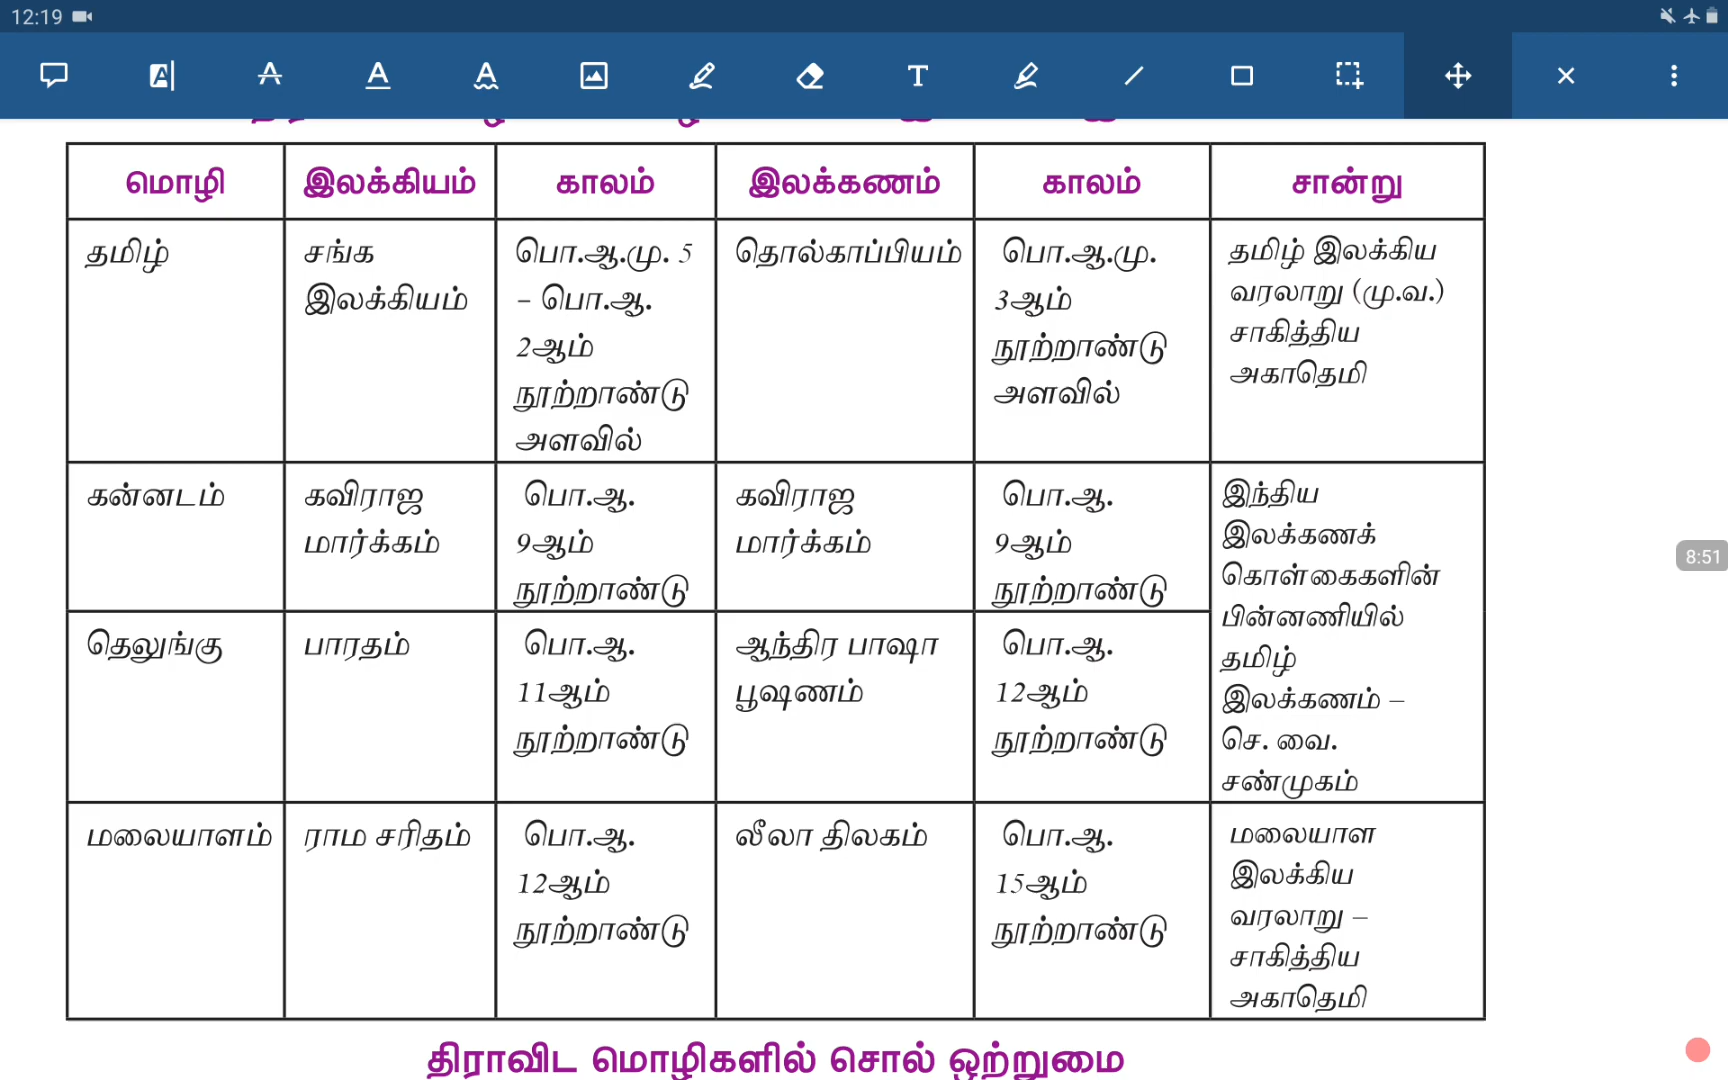 12:19
மொழி இலக்கியம் காலம் இலக்கணம் காலம் சான்று
தமிழ்
சங்க
இலக்கியம்
பொ.ஆ.மு. 5
– பொ.ஆ.
2ஆம்
நூற்றாண்டு
அளவில்
தொல்காப்பியம்
பொ.ஆ.மு.
3ஆம்
நூற்றாண்டு
அளவில்
தமிழ் இலக்கிய
வரலாறு (மு.வ.)
சாகித்திய
அகாதெமி
கன்னடம்
கவிராஜ
மார்க்கம்
பொ.ஆ.
9ஆம்
நூற்றாண்டு
கவிராஜ
மார்க்கம்
பொ.ஆ.
9ஆம்
நூற்றாண்டு
இந்திய
இலக்கணக்
கொள்கைகளின்
பின்னணியில்
தமிழ்
இலக்கணம் –
செ. வை.
சண்முகம்
தெலுங்கு
பாரதம்
பொ.ஆ.
11ஆம்
நூற்றாண்டு
ஆந்திர பாஷா
பூஷணம்
பொ.ஆ.
12ஆம்
நூற்றாண்டு
மலையாளம்
ராம சரிதம்
பொ.ஆ.
12ஆம்
நூற்றாண்டு
லீலா திலகம்
பொ.ஆ.
15ஆம்
நூற்றாண்டு
மலையாள
இலக்கிய
வரலாறு –
சாகித்திய
அகாதெமி
8:51
திராவிட மொழிகளில் சொல் ஒற்றுமை